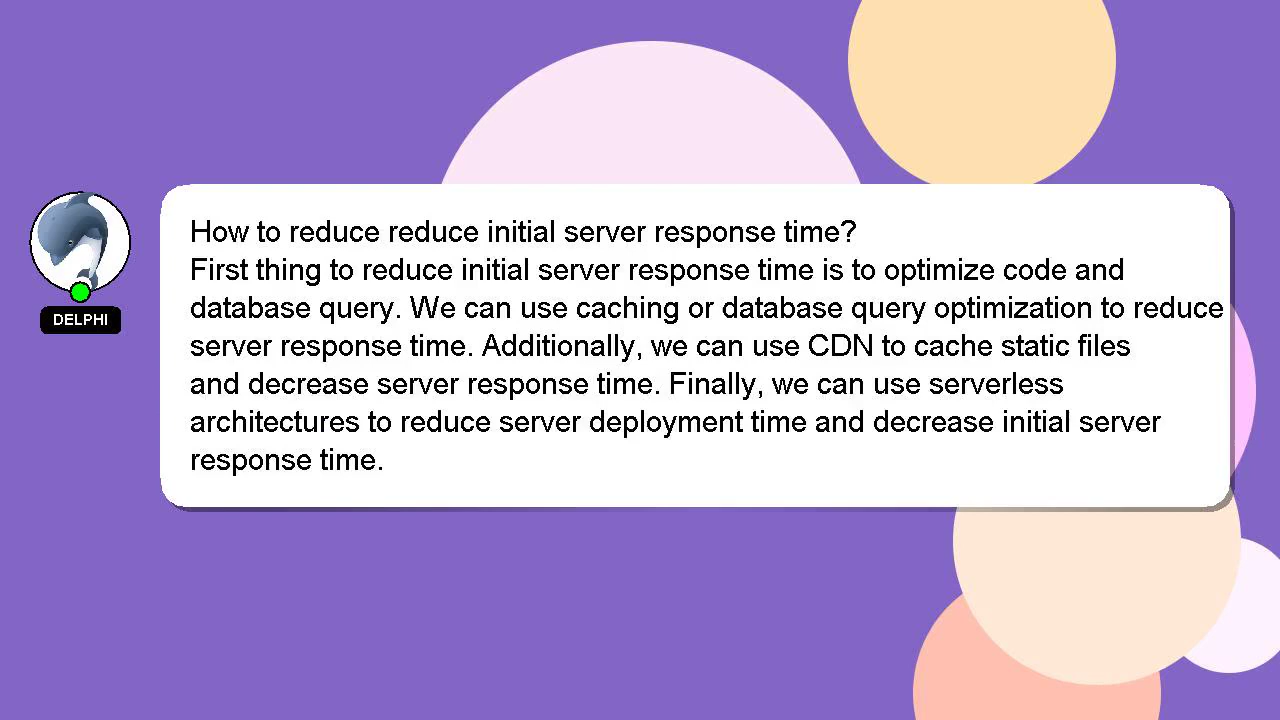 How to reduce reduce initial server response time?
First thing to reduce initial server response time is to optimize code and
database query. We can use caching or database query optimization to reduce
server response time. Additionally, we can use CDN to cache static files
and decrease server response time. Finally, we can use serverless
architectures to reduce server deployment time and decrease initial server
response time.
DELPHI